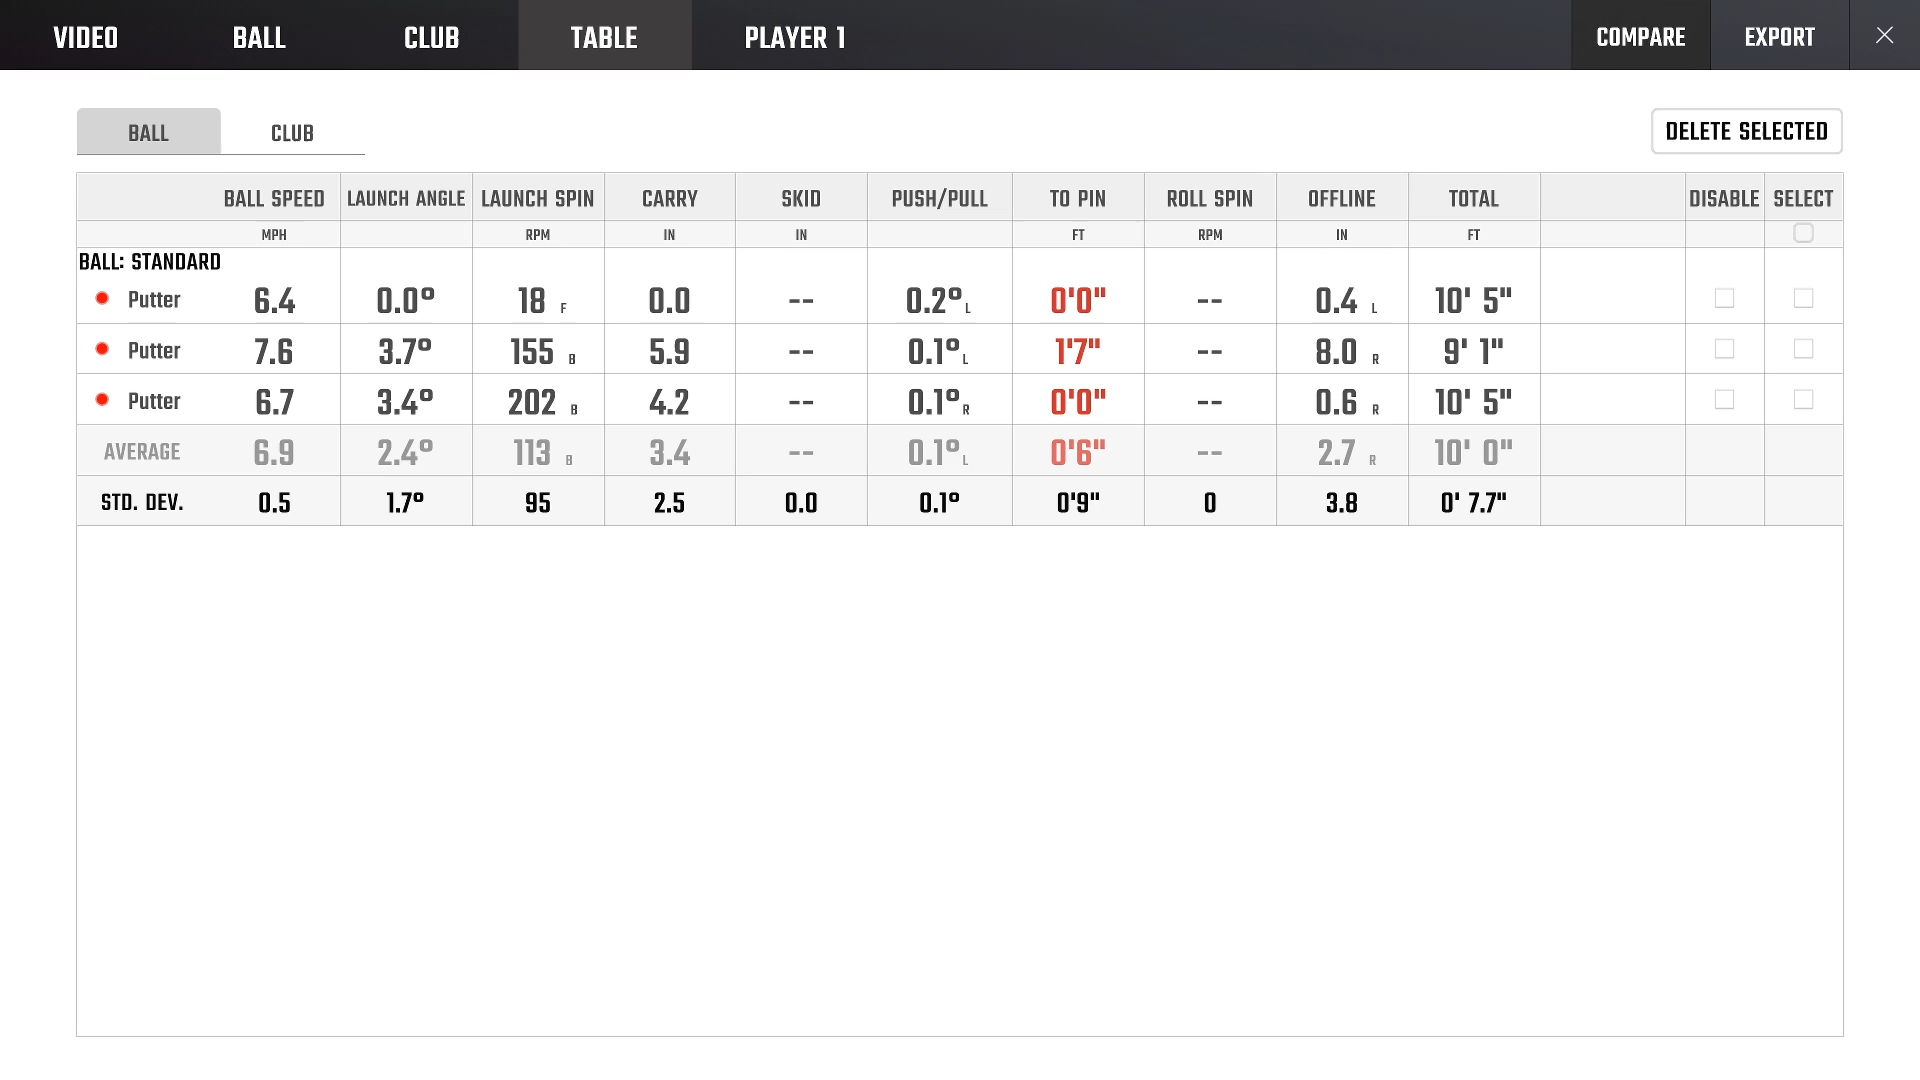 VIDEO BALL CLUB TABLE PLAYER 1 COMPARE EXPORT
BALL CLUB DELETE SELECTED
BALL SPEED LAUNCH ANGLE LAUNCH SPIN CARRY SKID PUSH/PULL TO PIN ROLL SPIN OFFLINE TOTAL DISABLE SELECT
MPH RPM IN IN FT RPM IN FT
BALL: STANDARD
Putter 6.4 0.0° 18 F 0.0 -- 0.2° L 0'0" -- 0.4 L 10' 5"
Putter 7.6 3.7° 155 B 5.9 -- 0.1° L 1'7" -- 8.0 R 9' 1"
Putter 6.7 3.4° 202 B 4.2 -- 0.1° R 0'0" -- 0.6 R 10' 5"
AVERAGE 6.9 2.4° 113 B 3.4 -- 0.1° L 0'6" -- 2.7 R 10' 0"
STD. DEV. 0.5 1.7° 95 2.5 0.0 0.1° 0'9" 0 3.8 0' 7.7"